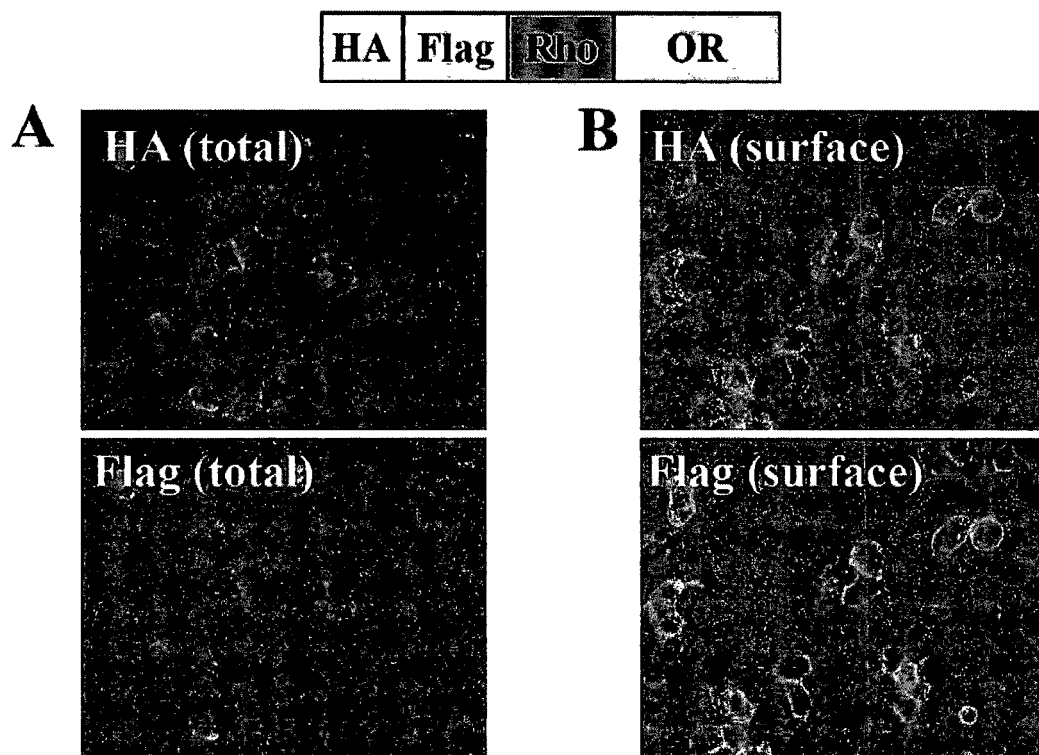 HA Flag Rho OR
A B
HA (total) HA (surface)
Flag (total) Flag (surface)